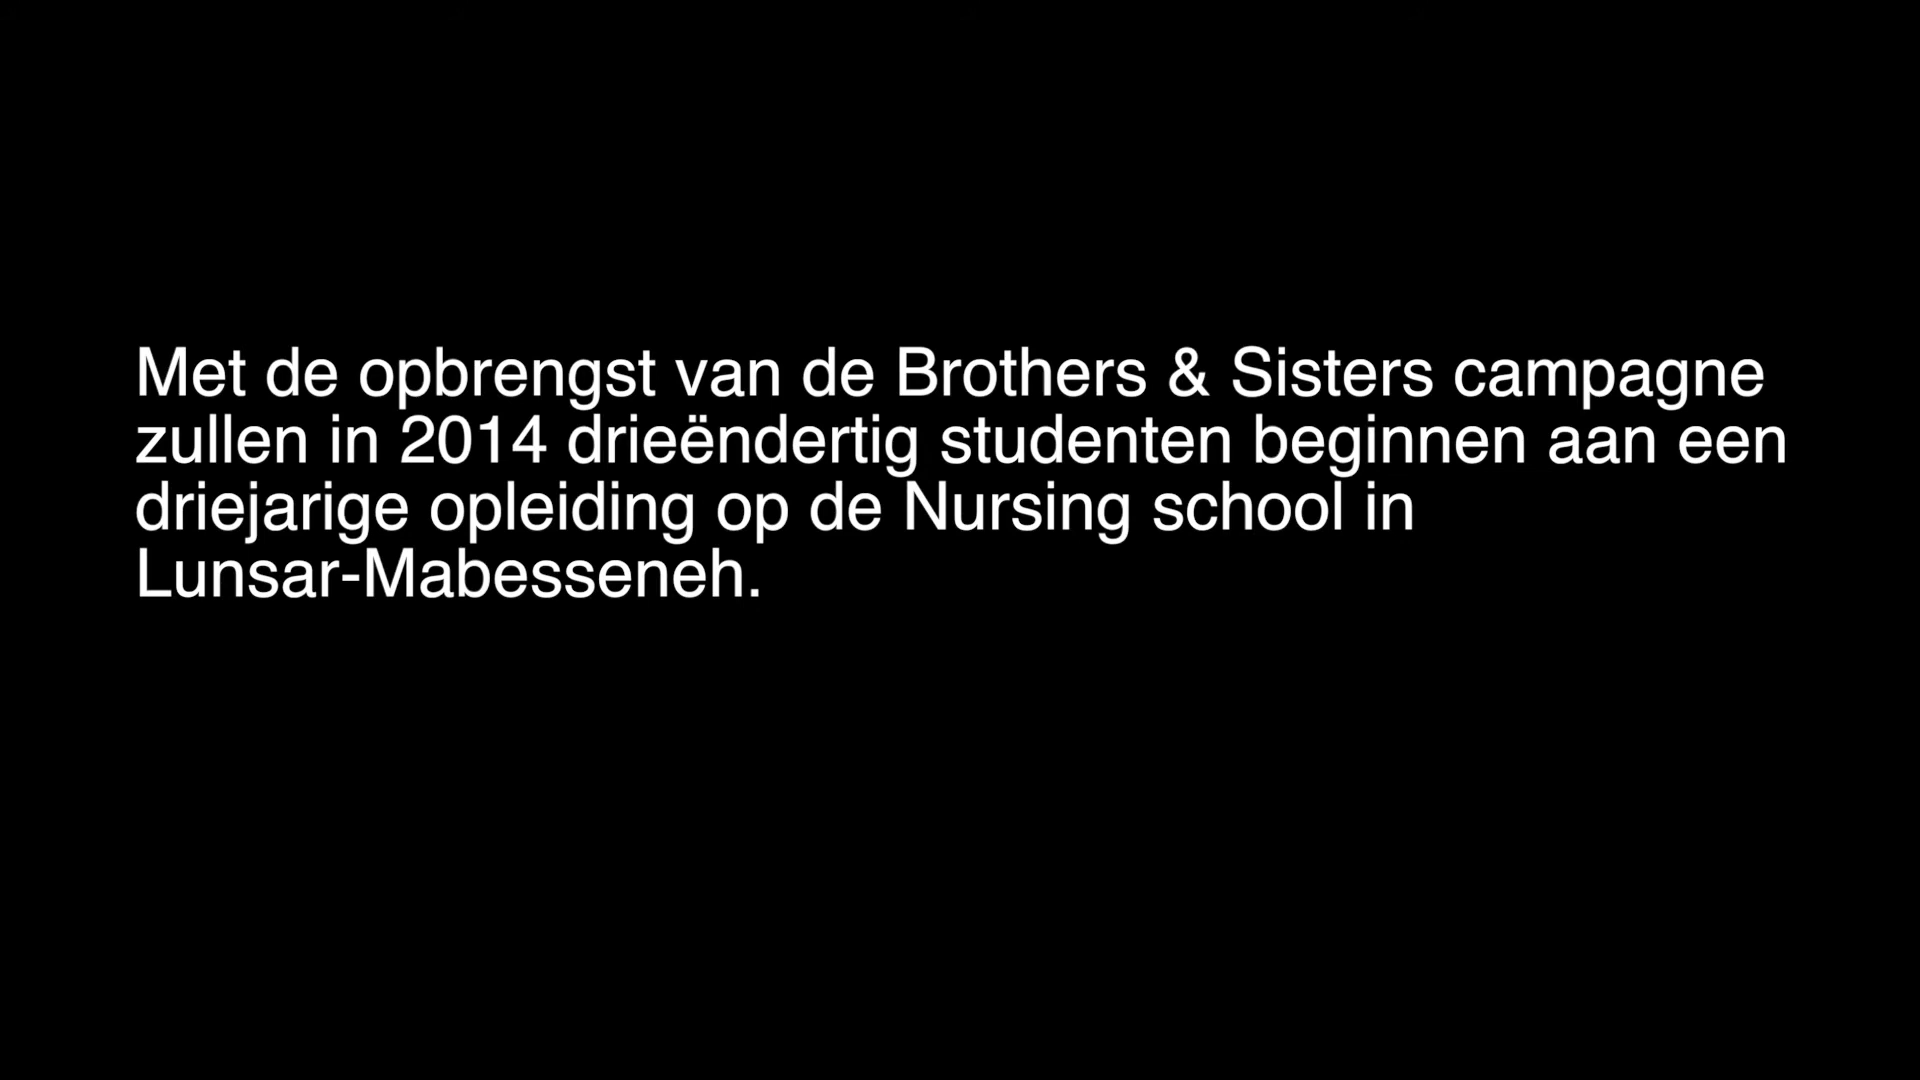 Met de opbrengst van de Brothers & Sisters campagne
zullen in 2014 drieëndertig studenten beginnen aan een
driejarige opleiding op de Nursing school in
Lunsar-Mabesseneh.